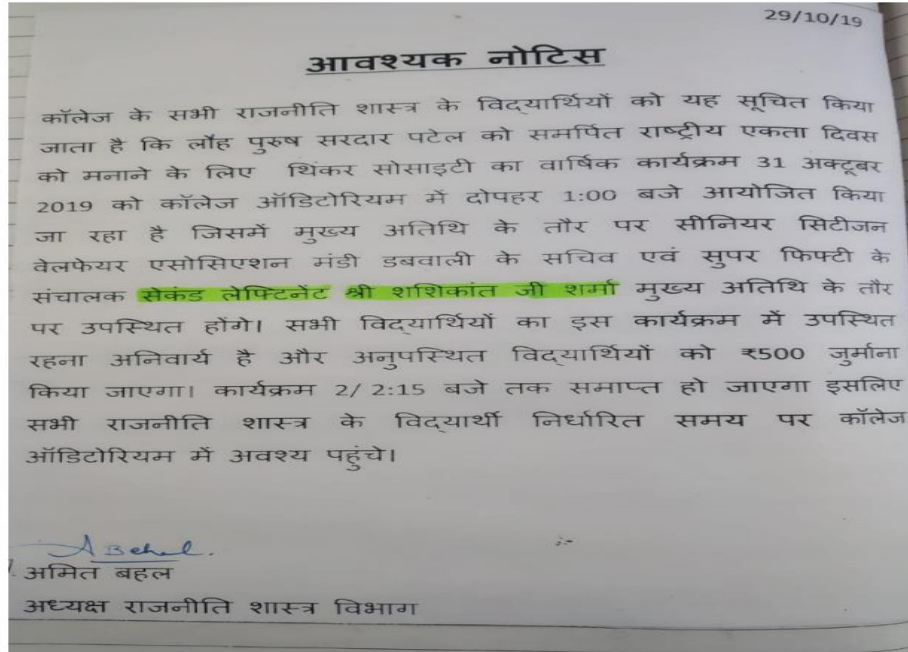 29/10/19
आवश्यक नोटिस
कॉलेज के सभी राजनीति शास्त्र के विद्यार्थियों को यह सूचित किया
जाता है कि लौह पुरुष सरदार पटेल को समर्पित राष्ट्रीय एकता दिवस
को मनाने के लिए थिंकर सोसाइटी का वार्षिक कार्यक्रम 31 अक्टूबर
2019 को कॉलेज ऑडिटोरियम में दोपहर 1:00 बजे आयोजित किया
जा रहा है जिसमें मुख्य अतिथि के तौर पर सीनियर सिटीजन
वेलफेयर एसोसिएशन मंडी डबवाली के सचिव एवं सुपर फिफ्टी के
संचालक सेकंड लेफ्टिनेंट श्री शशिकांत जी शर्मा मुख्य अतिथि के तौर
पर उपस्थित होंगे। सभी विद्यार्थियों का इस कार्यक्रम में उपस्थित
रहना अनिवार्य है और अनुपस्थित विद्यार्थियों को ₹500 जुर्माना
किया जाएगा। कार्यक्रम 2/ 2:15 बजे तक समाप्त हो जाएगा इसलिए
सभी राजनीति शास्त्र के विद्यार्थी निर्धारित समय पर कॉलेज
ऑडिटोरियम में अवश्य पहुंचे।
A Behal.
अमित बहल
अध्यक्ष राजनीति शास्त्र विभाग